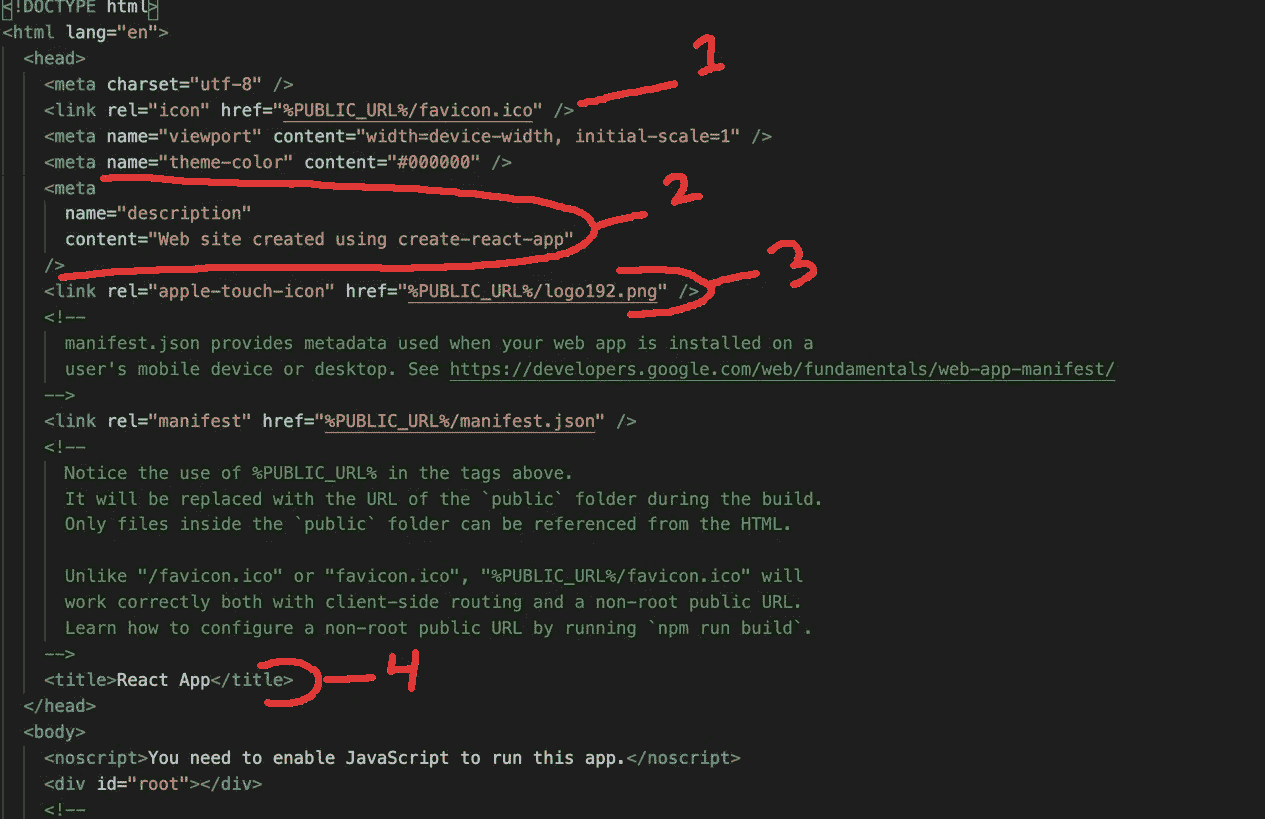 <!DOCTYPE html>
<html lang="en">
<head>
<meta charset="utf-8" />
1
<link rel="icon" href="%PUBLIC_URL%/favicon.ico" />
<meta name="viewport" content="width=device-width, initial-scale=1" />
<meta name="theme-color" content="#000000" />
<meta
2
name="description"
content="Web site created using create-react-app"
/>
3
<link rel="apple-touch-icon" href="%PUBLIC_URL%/logo192.png" />
<!--
manifest.json provides metadata used when your web app is installed on a
user's mobile device or desktop. See https://developers.google.com/web/fundamentals/web-app-manifest/
-->
<link rel="manifest" href="%PUBLIC_URL%/manifest.json" />
<!--
Notice the use of %PUBLIC_URL% in the tags above.
It will be replaced with the URL of the `public` folder during the build.
Only files inside the `public` folder can be referenced from the HTML.
Unlike "/favicon.ico" or "favicon.ico", "%PUBLIC_URL%/favicon.ico" will
work correctly both with client-side routing and a non-root public URL.
Learn how to configure a non-root public URL by running `npm run build`.
-->
<title>React App</title>
4
</head>
<body>
<noscript>You need to enable JavaScript to run this app.</noscript>
<div id="root"></div>
<!--